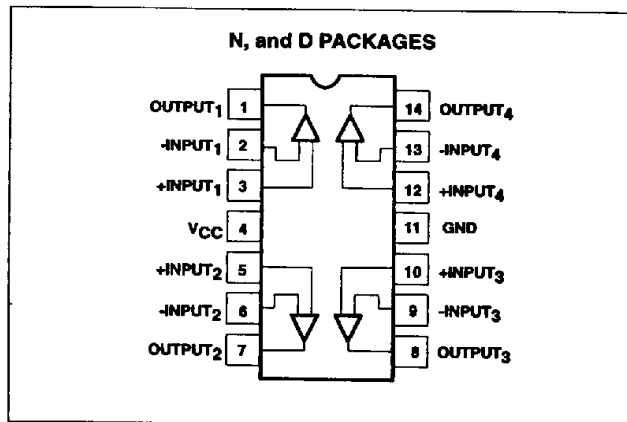 N, and D PACKAGES
OUTPUT1 1 14 OUTPUT4
-INPUT1 2 13 -INPUT4
+INPUT1 3 12 +INPUT4
VCC 4 11 GND
+INPUT2 5 10 +INPUT3
-INPUT2 6 9 -INPUT3
OUTPUT2 7 8 OUTPUT3